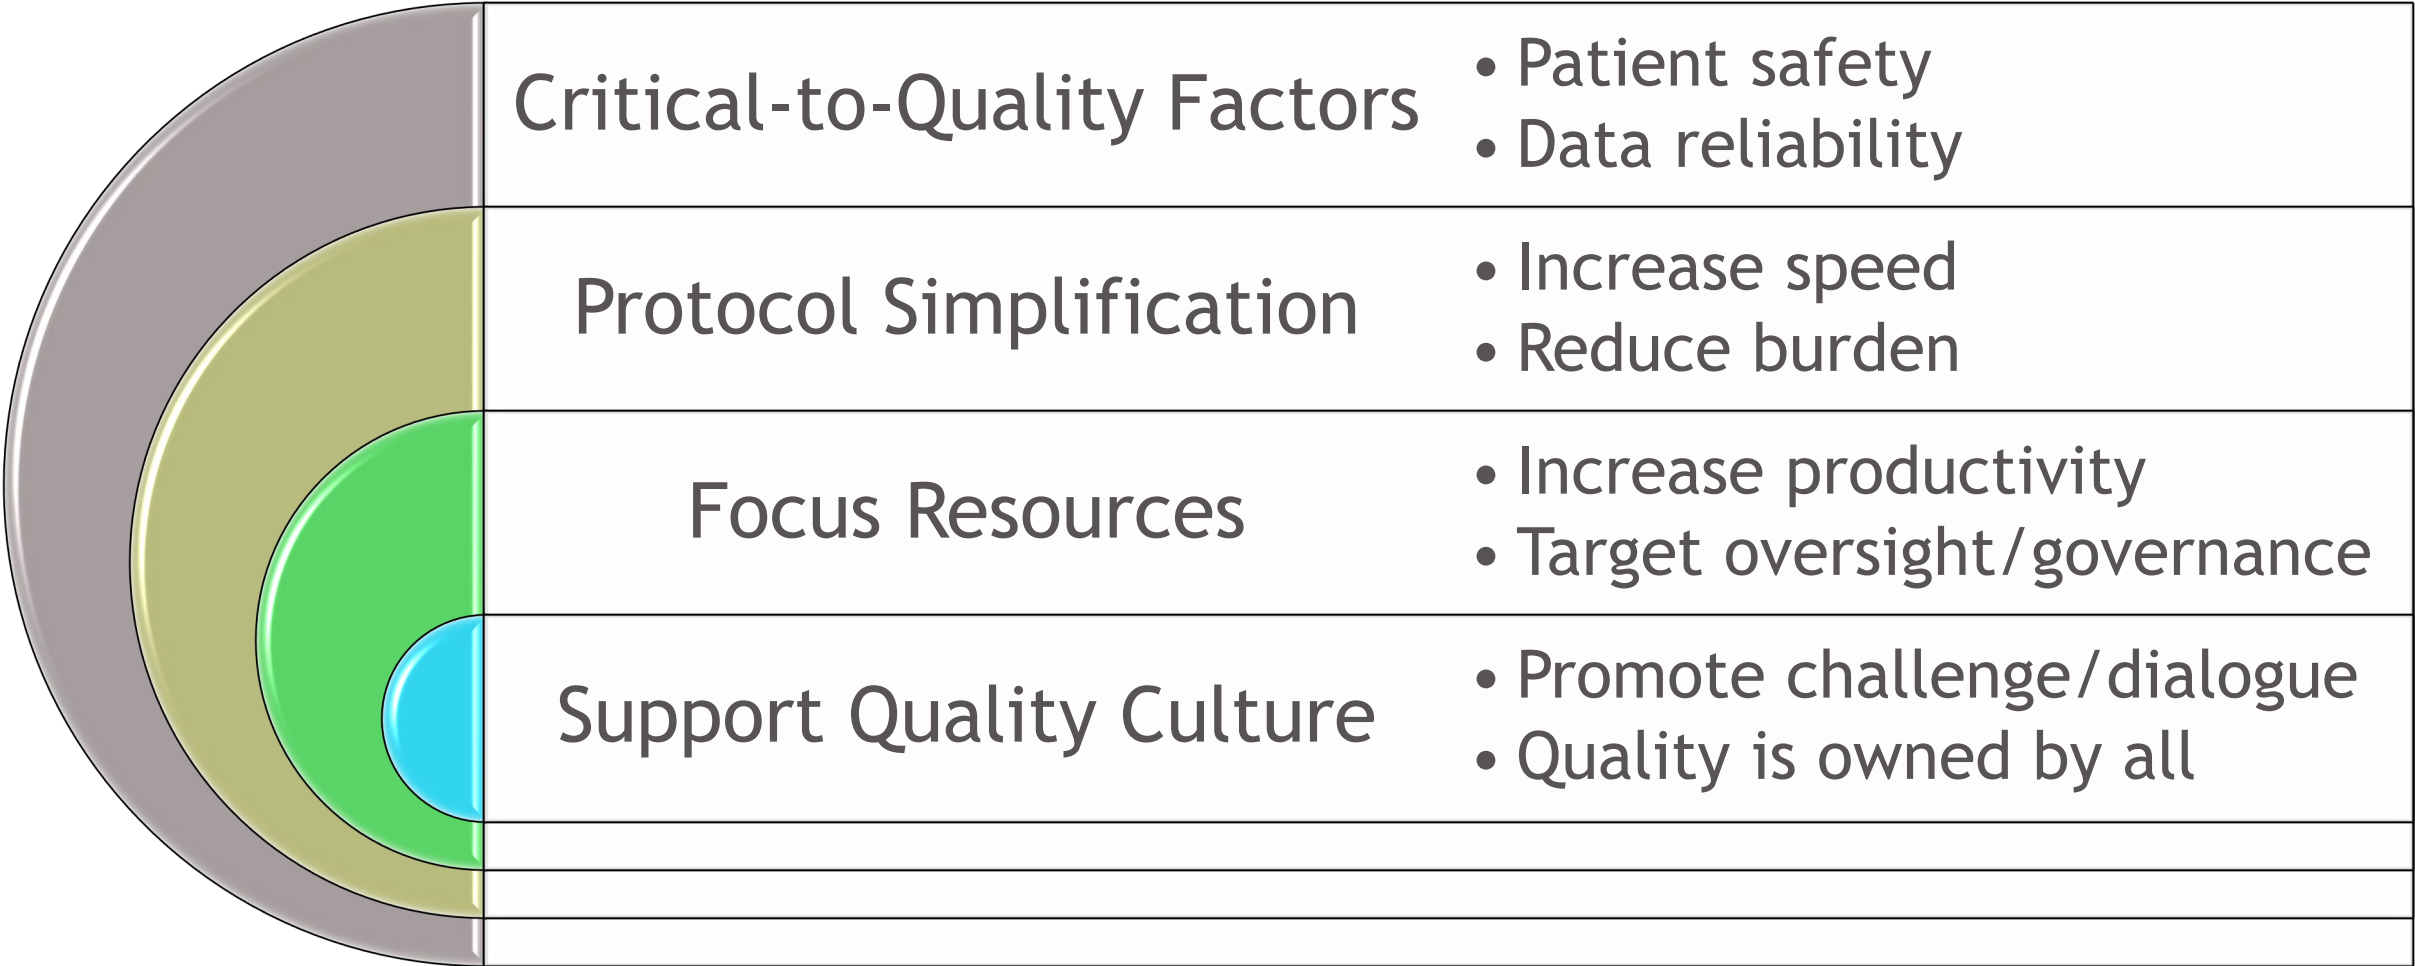 Critical-to-Quality Factors
• Patient safety
• Data reliability
Protocol Simplification
• Increase speed
• Reduce burden
Focus Resources
• Increase productivity
• Target oversight/governance
Support Quality Culture
• Promote challenge/dialogue
• Quality is owned by all